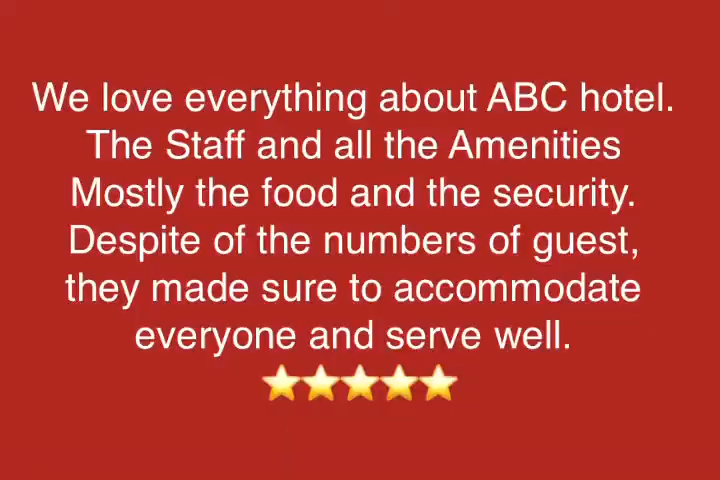 We love everything about ABC hotel.
The Staff and all the Amenities
Mostly the food and the security.
Despite of the numbers of guest,
they made sure to accommodate
everyone and serve well.
⭐⭐⭐⭐⭐